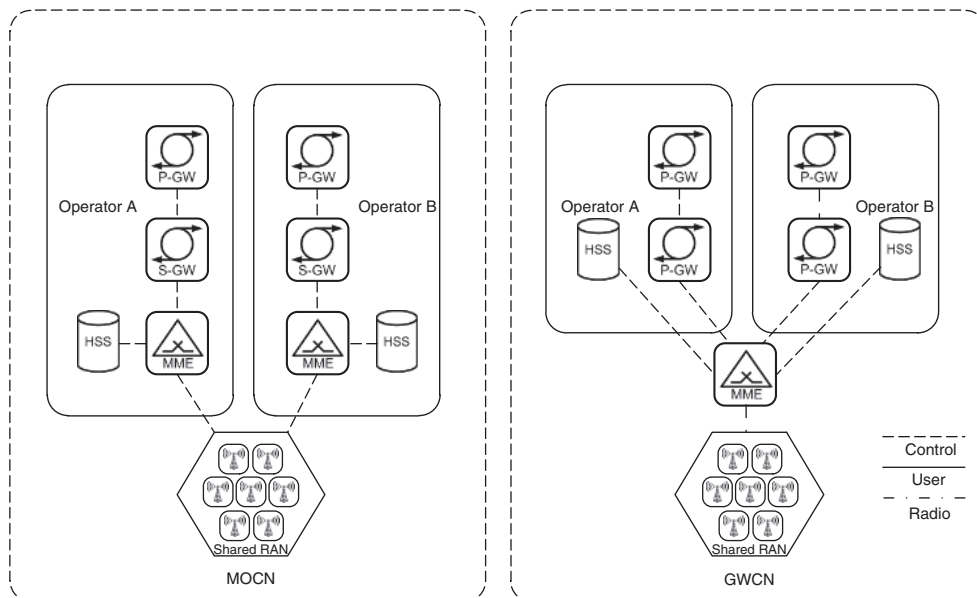 P-GW
Operator A
S-GW
HSS
MME
P-GW
Operator B
S-GW
MME
HSS
Shared RAN
MOCN
P-GW
Operator A
HSS
P-GW
P-GW
Operator B
P-GW
HSS
MME
Shared RAN
GWCN
Control
User
Radio